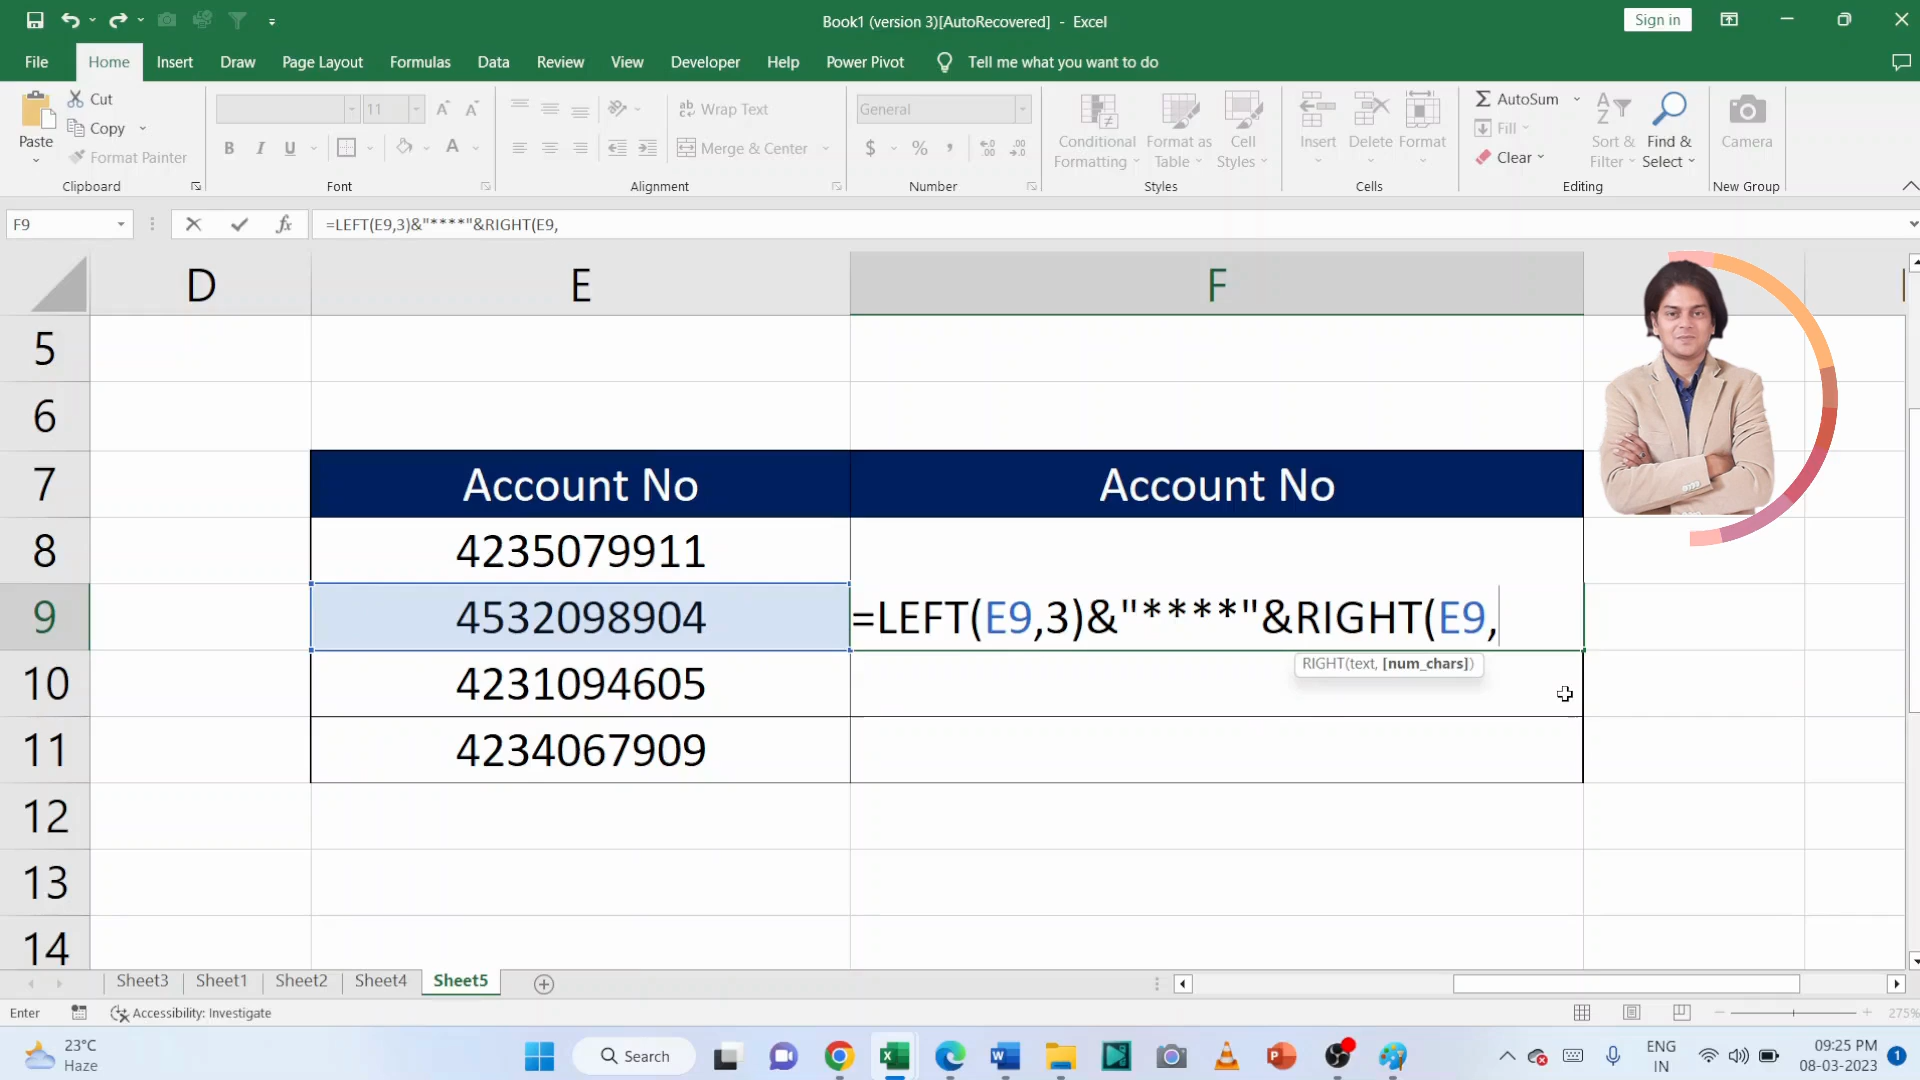 Book1 (version 3)[AutoRecovered] - Excel
Sign in
File Home Insert Draw Page Layout Formulas Data Review View Developer Help Power Pivot Tell me what you want to do
Paste
Cut
Copy
Format Painter
Clipboard
11
B I U
Font
Wrap Text
Merge & Center
Alignment
General
$ % ,
Number
Conditional Formatting
Format as Table
Cell Styles
Styles
Insert
Delete
Format
Cells
AutoSum
Fill
Clear
Sort & Filter
Find & Select
Editing
Camera
New Group
F9
fx
=LEFT(E9,3)&"****"&RIGHT(E9,
D E F
5
6
7 Account No Account No
8 4235079911
9 4532098904 =LEFT(E9,3)&"****"&RIGHT(E9,
RIGHT(text, [num_chars])
10 4231094605
11 4234067909
12
13
14
Sheet3 Sheet1 Sheet2 Sheet4 Sheet5
Enter Accessibility: Investigate 275%
23°C
Haze
Search
ENG
IN
09:25 PM
08-03-2023
1